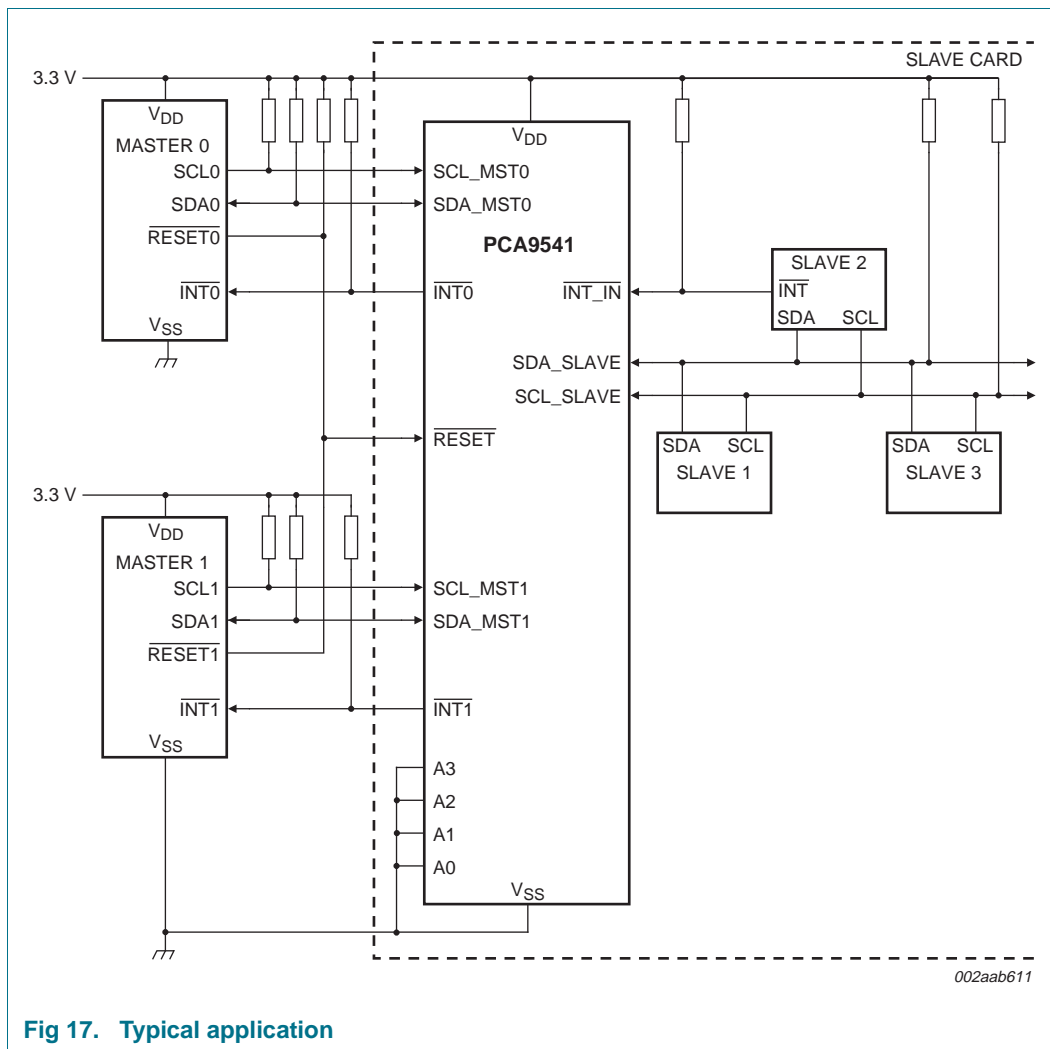 SLAVE CARD
3.3 V
VDD
MASTER 0
SCL0
SDA0
RESET0
INT0
VSS
VDD
SCL_MST0
SDA_MST0
PCA9541
INT0
INT_IN
SDA_SLAVE
SCL_SLAVE
RESET
SLAVE 2
INT
SDA SCL
SDA SCL
SLAVE 1
SDA SCL
SLAVE 3
3.3 V
VDD
MASTER 1
SCL1
SDA1
RESET1
INT1
VSS
SCL_MST1
SDA_MST1
INT1
A3
A2
A1
A0
VSS
002aab611
Fig 17. Typical application